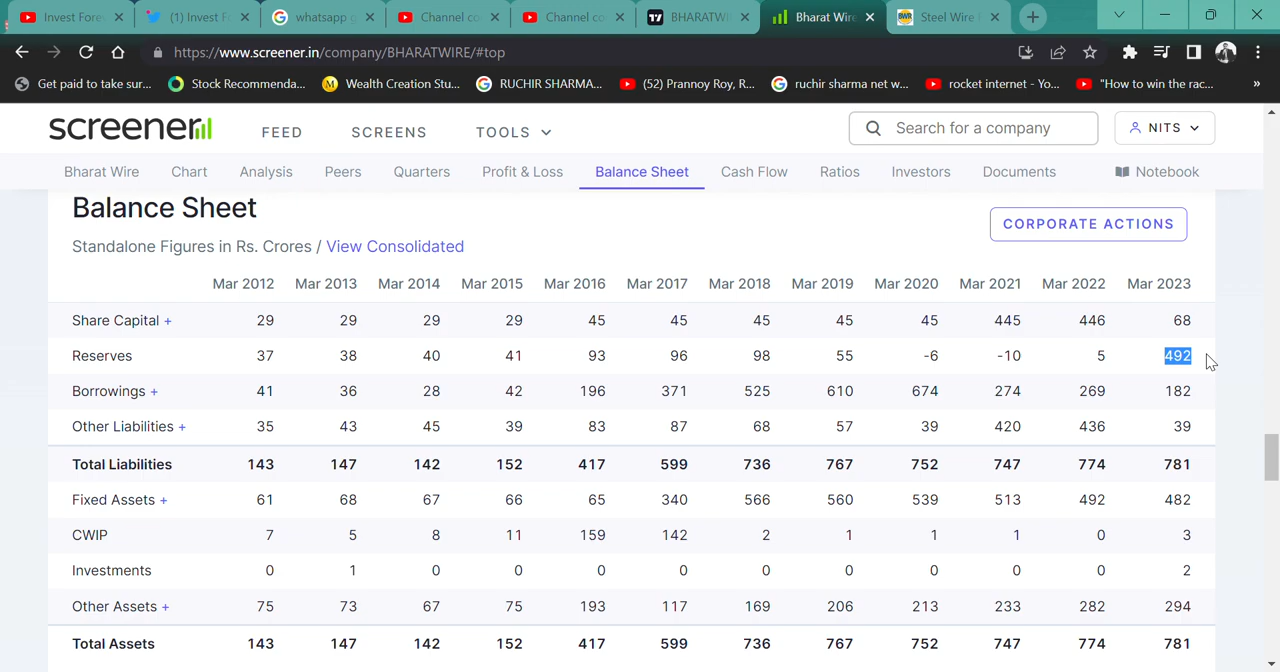 Invest Fores
(1) Invest F
whatsapp g
Channel co
Channel co
BHARATWI
Bharat Wire
Steel Wire
https://www.screener.in/company/BHARATWIRE/#top
Get paid to take sur...
Stock Recommenda...
Wealth Creation Stu...
RUCHIR SHARMA...
(52) Prannoy Roy, R...
ruchir sharma net w...
rocket internet - Yo...
"How to win the rac...
»
screener
FEED
SCREENS
TOOLS
Search for a company
NITS
Bharat Wire
Chart
Analysis
Peers
Quarters
Profit & Loss
Balance Sheet
Cash Flow
Ratios
Investors
Documents
Notebook
Balance Sheet
CORPORATE ACTIONS
Standalone Figures in Rs. Crores / View Consolidated
Mar 2012 Mar 2013 Mar 2014 Mar 2015 Mar 2016 Mar 2017 Mar 2018 Mar 2019 Mar 2020 Mar 2021 Mar 2022 Mar 2023
Share Capital + 29 29 29 29 45 45 45 45 45 445 446 68
Reserves 37 38 40 41 93 96 98 55 -6 -10 5 492
Borrowings + 41 36 28 42 196 371 525 610 674 274 269 182
Other Liabilities + 35 43 45 39 83 87 68 57 39 420 436 39
Total Liabilities 143 147 142 152 417 599 736 767 752 747 774 781
Fixed Assets + 61 68 67 66 65 340 566 560 539 513 492 482
CWIP 7 5 8 11 159 142 2 1 1 1 0 3
Investments 0 1 0 0 0 0 0 0 0 0 0 2
Other Assets + 75 73 67 75 193 117 169 206 213 233 282 294
Total Assets 143 147 142 152 417 599 736 767 752 747 774 781